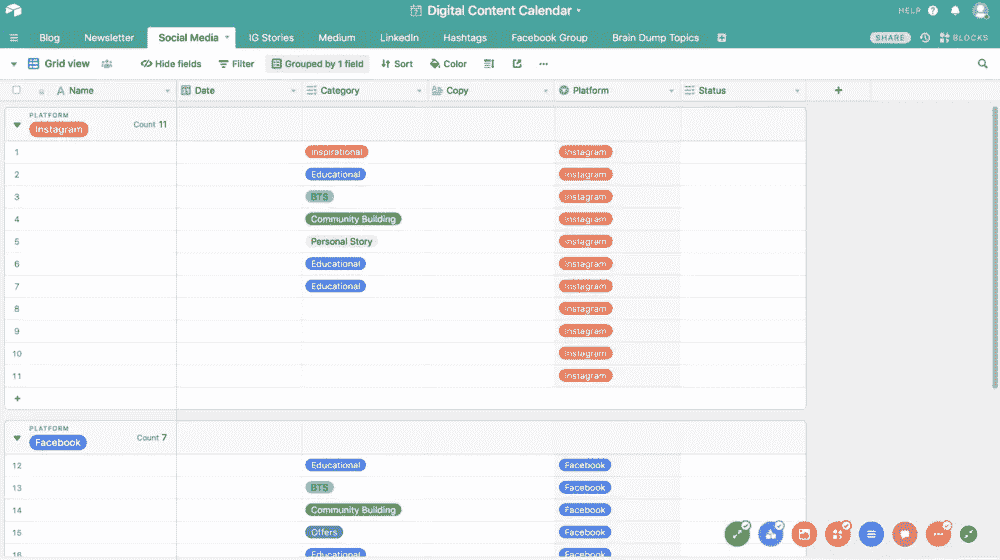 Digital Content Calendar
HELP
Blog Newsletter Social Media IG Stories Medium LinkedIn Hashtags Facebook Group Brain Dump Topics SHARE BLOCKS
Grid view Hide fields Filter Grouped by 1 field Sort Color
Name Date Category Copy Platform Status
PLATFORM
Instagram Count 11
1 Inspirational Instagram
2 Educational Instagram
3 BTS Instagram
4 Community Building Instagram
5 Personal Story Instagram
6 Educational Instagram
7 Educational Instagram
8 Instagram
9 Instagram
10 Instagram
11 Instagram
PLATFORM
Facebook Count 7
12 Educational Facebook
13 BTS Facebook
14 Community Building Facebook
15 Offers Facebook
16 Educational Facebook